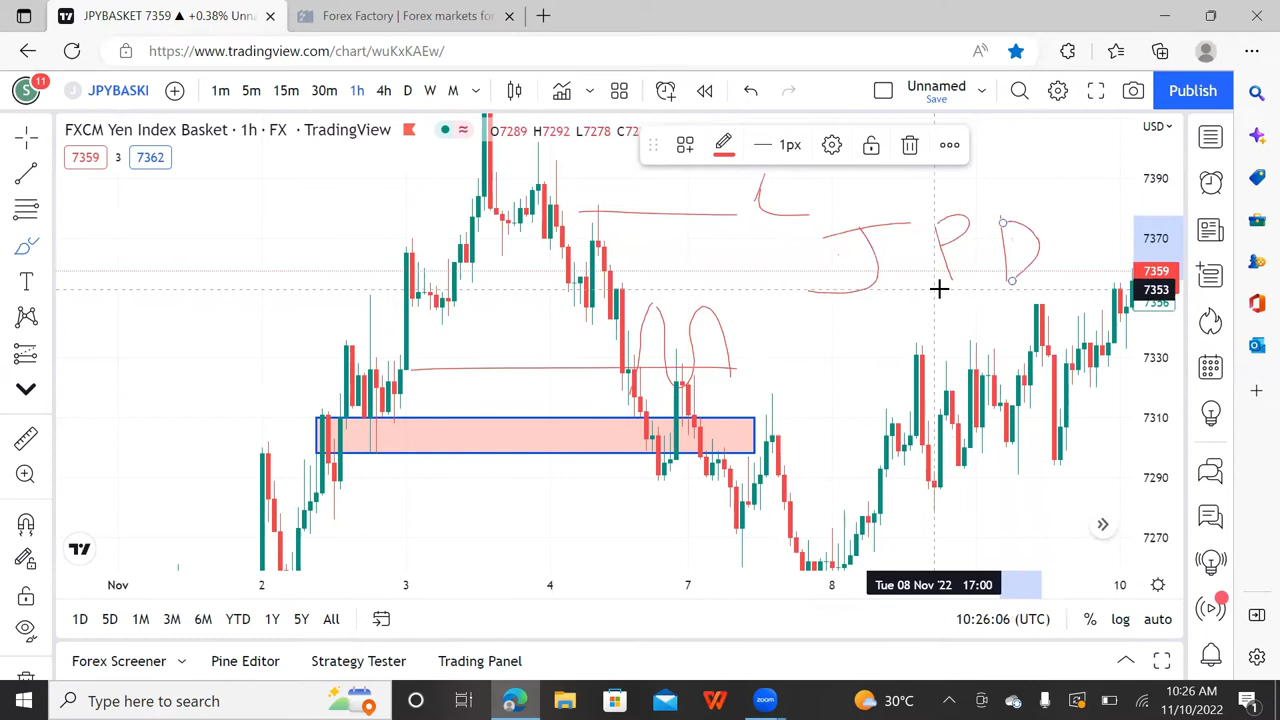 JPYBASKET 7359 ▲ +0.38% Unna
Forex Factory | Forex markets for
https://www.tradingview.com/chart/wuKxKAEw/
S 11
J JPYBASKI
1m 5m 15m 30m 1h 4h D W M
Unnamed
Save
Publish
FXCM Yen Index Basket · 1h · FX · TradingView
O7289 H7292 L7278 C72
7359 3 7362
1px
USD
7390
7370
7359
7353
7356
7330
7310
7290
7270
L
J P D
Nov 2 3 4 7 8 Tue 08 Nov '22 17:00 10
1D 5D 1M 3M 6M YTD 1Y 5Y All
10:26:06 (UTC) % log auto
Forex Screener Pine Editor Strategy Tester Trading Panel
Type here to search
zoom
30°C
10:26 AM
11/10/2022
1